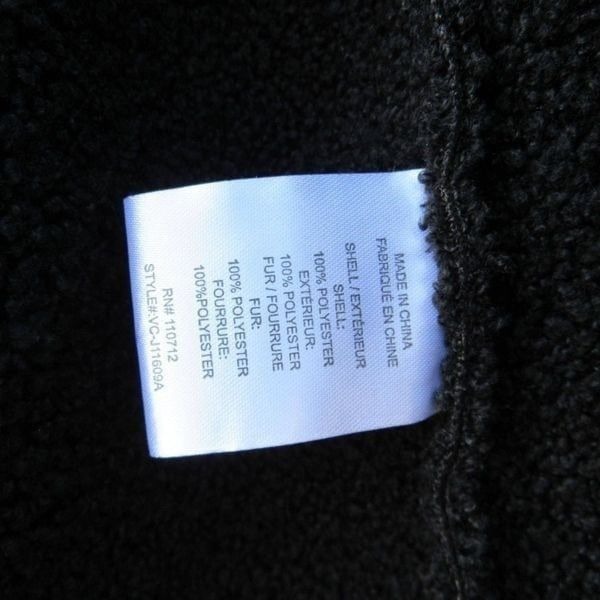 MADE IN CHINA
FABRIQUÉ EN CHINE
SHELL / EXTÉRIEUR
SHELL:
100% POLYESTER
EXTÉRIEUR:
100% POLYESTER
FUR / FOURRURE
FUR:
100% POLYESTER
FOURRURE:
100%POLYESTER
RN# 110712
STYLE#:VC-J11609A